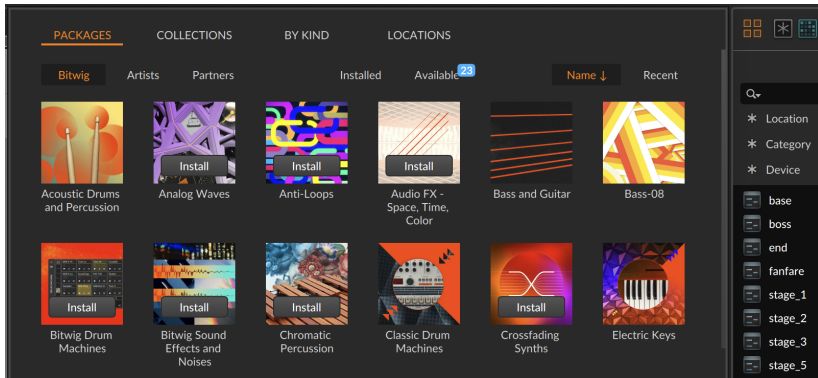 PACKAGES COLLECTIONS BY KIND LOCATIONS
Bitwig Artists Partners Installed Available 23 Name ↓ Recent
Install Install Install
Acoustic Drums and Percussion
Analog Waves
Anti-Loops
Audio FX - Space, Time, Color
Bass and Guitar
Bass-08
Install Install Install Install
Bitwig Drum Machines
Bitwig Sound Effects and Noises
Chromatic Percussion
Classic Drum Machines
Crossfading Synths
Electric Keys
Location
Category
Device
base
boss
end
fanfare
stage_1
stage_2
stage_3
stage_5